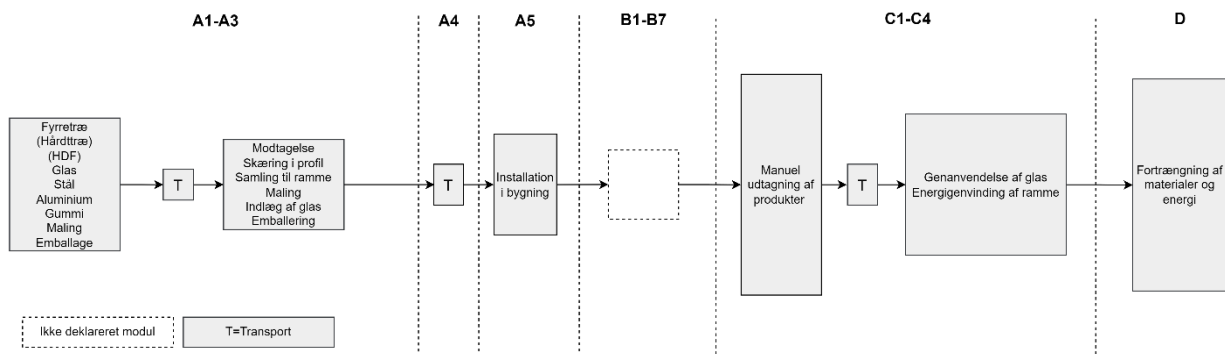 A1-A3
A4
A5
B1-B7
C1-C4
D
Fyrretræ
(Hårdttræ)
(HDF)
Glas
Stål
Aluminium
Gummi
Maling
Emballage
T
Modtagelse
Skæring i profil
Samling til ramme
Maling
Indlæg af glas
Emballering
T
Installation
i bygning
Manuel
udtagning af
produkter
T
Genanvendelse af glas
Energigenvinding af ramme
Fortrængning af
materialer og
energi
Ikke deklareret modul
T=Transport